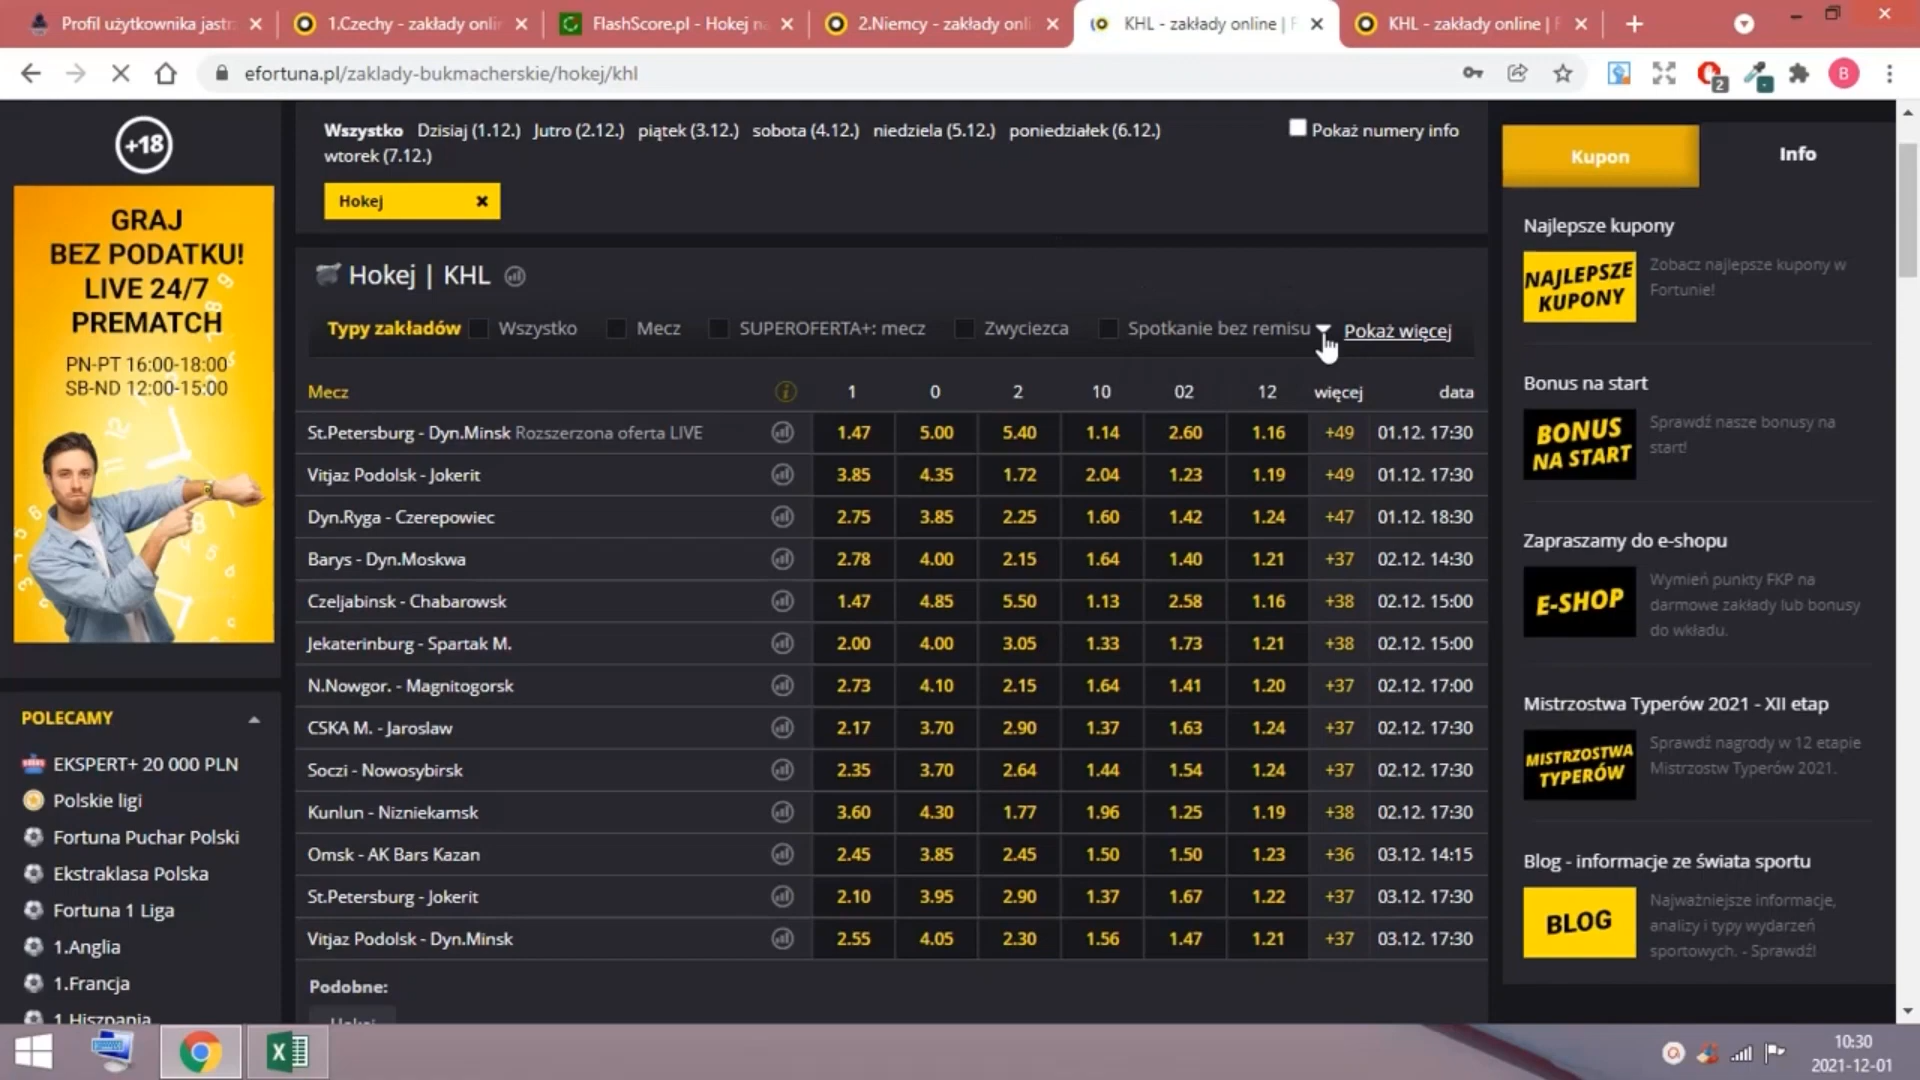 Profil użytkownika jastr
1.Czechy - zakłady onlin
FlashScore.pl - Hokej n
2.Niemcy - zakłady onl
KHL - zakłady online | F
KHL - zakłady online | F
efortuna.pl/zaklady-bukmacherskie/hokej/khl
2
B
+18
GRAJ
BEZ PODATKU!
LIVE 24/7
PREMATCH
PN-PT 16:00-18:00
SB-ND 12:00-15:00
POLECAMY
EKSPERT+ 20 000 PLN
Polskie ligi
Fortuna Puchar Polski
Ekstraklasa Polska
Fortuna 1 Liga
1.Anglia
1.Francja
1.Hiszpania
Wszystko Dzisiaj (1.12.) Jutro (2.12.) piątek (3.12.) sobota (4.12.) niedziela (5.12.) poniedziałek (6.12.)
wtorek (7.12.)
Pokaż numery info
Hokej
Hokej | KHL
Typy zakładów Wszystko Mecz SUPEROFERTA+: mecz Zwyciezca Spotkanie bez remisu Pokaż więcej
Mecz 1 0 2 10 02 12 więcej data
St.Petersburg - Dyn.Minsk Rozszerzona oferta LIVE 1.47 5.00 5.40 1.14 2.60 1.16 +49 01.12. 17:30
Vitjaz Podolsk - Jokerit 3.85 4.35 1.72 2.04 1.23 1.19 +49 01.12. 17:30
Dyn.Ryga - Czerepowiec 2.75 3.85 2.25 1.60 1.42 1.24 +47 01.12. 18:30
Barys - Dyn.Moskwa 2.78 4.00 2.15 1.64 1.40 1.21 +37 02.12. 14:30
Czeljabinsk - Chabarowsk 1.47 4.85 5.50 1.13 2.58 1.16 +38 02.12. 15:00
Jekaterinburg - Spartak M. 2.00 4.00 3.05 1.33 1.73 1.21 +38 02.12. 15:00
N.Nowgor. - Magnitogorsk 2.73 4.10 2.15 1.64 1.41 1.20 +37 02.12. 17:00
CSKA M. - Jaroslaw 2.17 3.70 2.90 1.37 1.63 1.24 +37 02.12. 17:30
Soczi - Nowosybirsk 2.35 3.70 2.64 1.44 1.54 1.24 +37 02.12. 17:30
Kunlun - Nizniekamsk 3.60 4.30 1.77 1.96 1.25 1.19 +38 02.12. 17:30
Omsk - AK Bars Kazan 2.45 3.85 2.45 1.50 1.50 1.23 +36 03.12. 14:15
St.Petersburg - Jokerit 2.10 3.95 2.90 1.37 1.67 1.22 +37 03.12. 17:30
Vitjaz Podolsk - Dyn.Minsk 2.55 4.05 2.30 1.56 1.47 1.21 +37 03.12. 17:30
Podobne:
Hokej
Kupon
Info
Najlepsze kupony
NAJLEPSZE
KUPONY
Zobacz najlepsze kupony w
Fortunie!
Bonus na start
BONUS
NA START
Sprawdź nasze bonusy na
start!
Zapraszamy do e-shopu
E-SHOP
Wymień punkty FKP na
darmowe zakłady lub bonusy
do wkładu.
Mistrzostwa Typerów 2021 - XII etap
MISTRZOSTWA
TYPERÓW
Sprawdź nagrody w 12 etapie
Mistrzostw Typerów 2021.
Blog - informacje ze świata sportu
BLOG
Najważniejsze informacje,
analizy i typy wydarzeń
sportowych. - Sprawdź!
10:30
2021-12-01